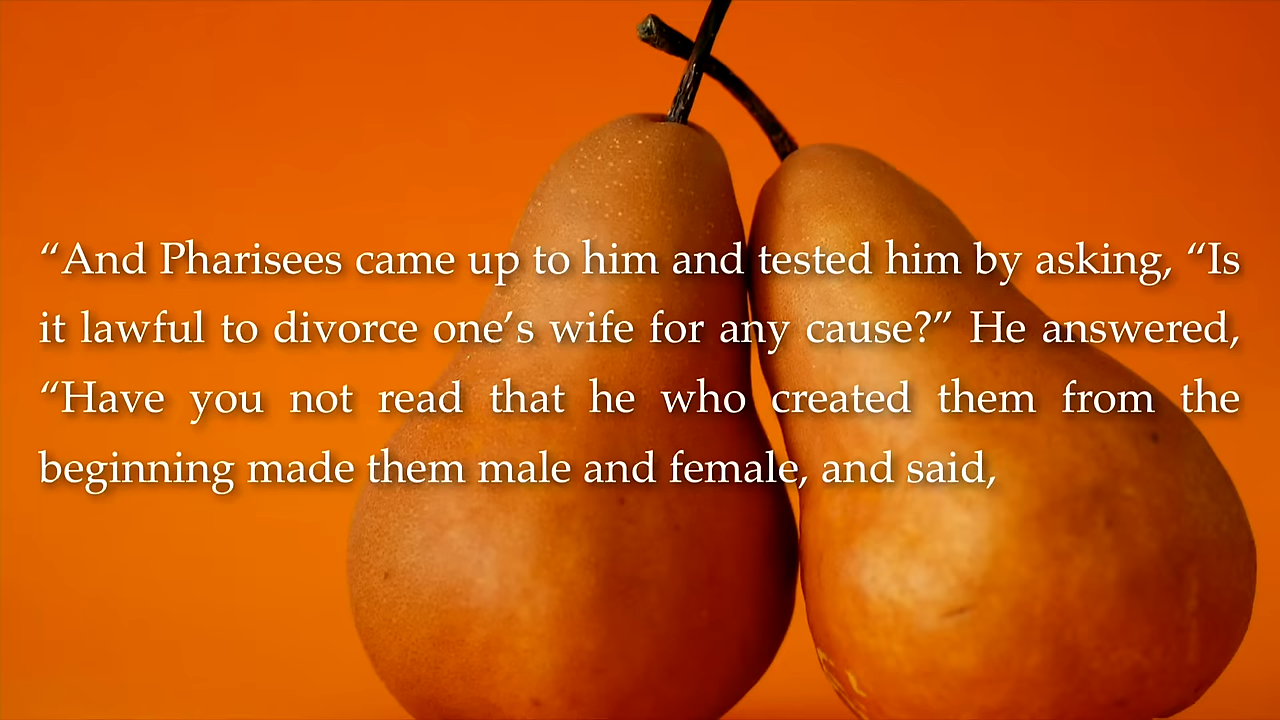 “And Pharisees came up to him and tested him by asking, “Is
it lawful to divorce one’s wife for any cause?” He answered,
“Have you not read that he who created them from the
beginning made them male and female, and said,